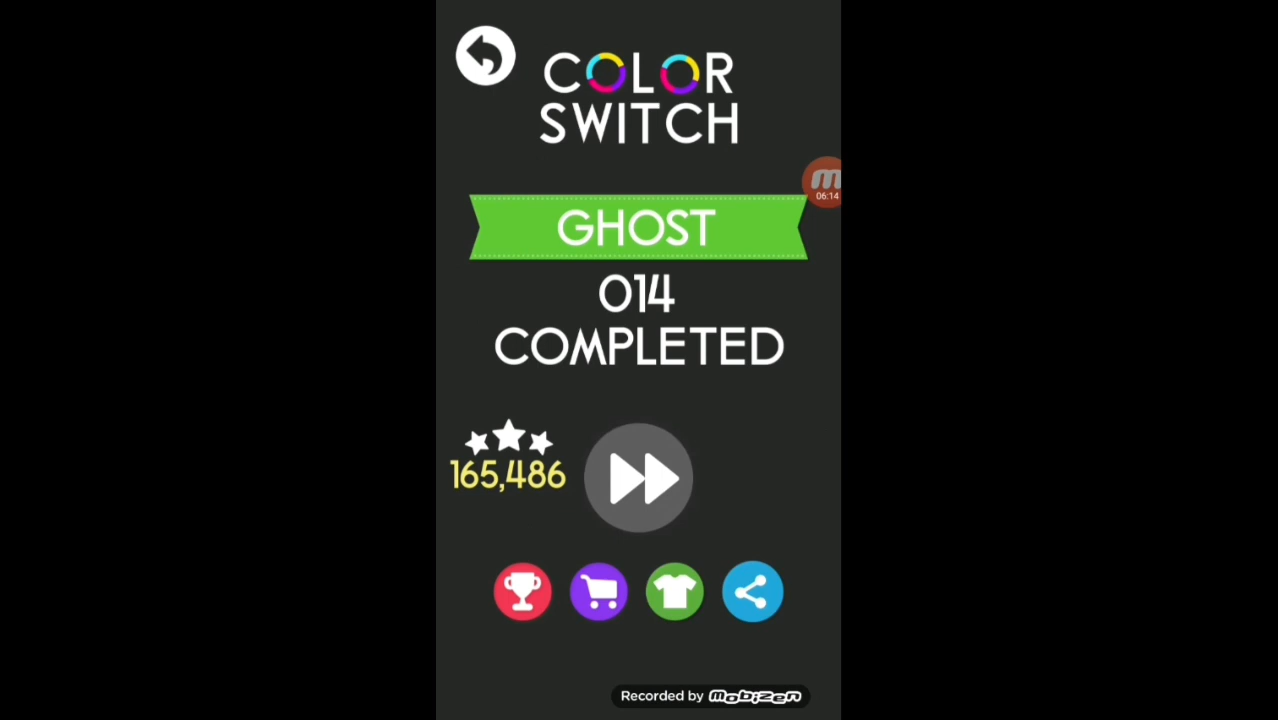 COLOR
SWITCH
06:14
GHOST
014
COMPLETED
165,486
Recorded by mobizen